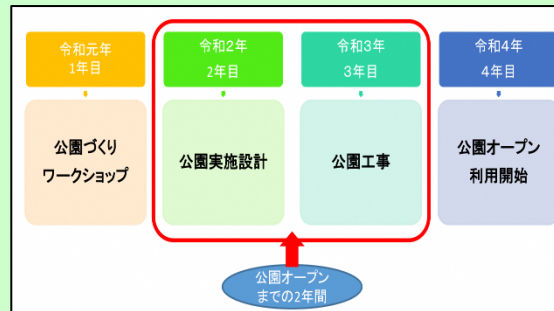 令和元年
1年目
令和2年
2年目
令和3年
3年目
令和4年
4年目
公園づくり
ワークショップ
公園実施設計
公園工事
公園オープン
利用開始
公園オープン
までの2年間